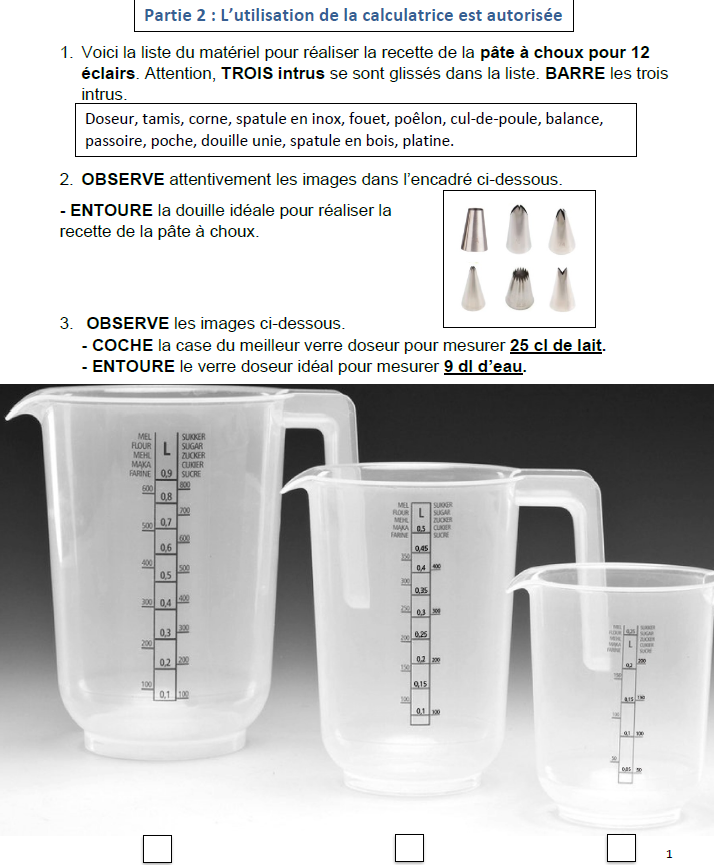 Partie 2 : L'utilisation de la calculatrice est autorisée
1. Voici la liste du matériel pour réaliser la recette de la pâte à choux pour 12
éclairs. Attention, TROIS intrus se sont glissés dans la liste. BARRE les trois
intrus.
Doseur, tamis, corne, spatule en inox, fouet, poêlon, cul-de-poule, balance,
passoire, poche, douille unie, spatule en bois, platine.
2. OBSERVE attentivement les images dans l'encadré ci-dessous.
- ENTOURE la douille idéale pour réaliser la
recette de la pâte à choux.
3. OBSERVE les images ci-dessous.
- COCHE la case du meilleur verre doseur pour mesurer 25 cl de lait.
- ENTOURE le verre doseur idéal pour mesurer 9 dl d'eau.
MEL SUKKER
FLOUR L SUGAR
MEHL ZUCKER
MĄKA CUKIER
FARINE 0,9 SUCRE
600 800
0,8
700
500 0,7
600
0,6
400 500
0,5
300 0,4 400
0,3 300
200
0,2 200
100
0,1 100
MEL SUKKER
FLOUR L SUGAR
MEHL ZUCKER
MAKA 0,5 CUKIER
FARINE SUCRE
0,45
350
0,4 400
300
0,35
250 0,3 300
200 0,25
0,2 200
150
0,15
100
0,1 100
MEL SUKKER
FLOUR SUGAR
MEHL L ZUCKER
MAKA CUKIER
FARINE SUCRE
0,2 200
0,15 150
0,1 100
50
0,05 50
1